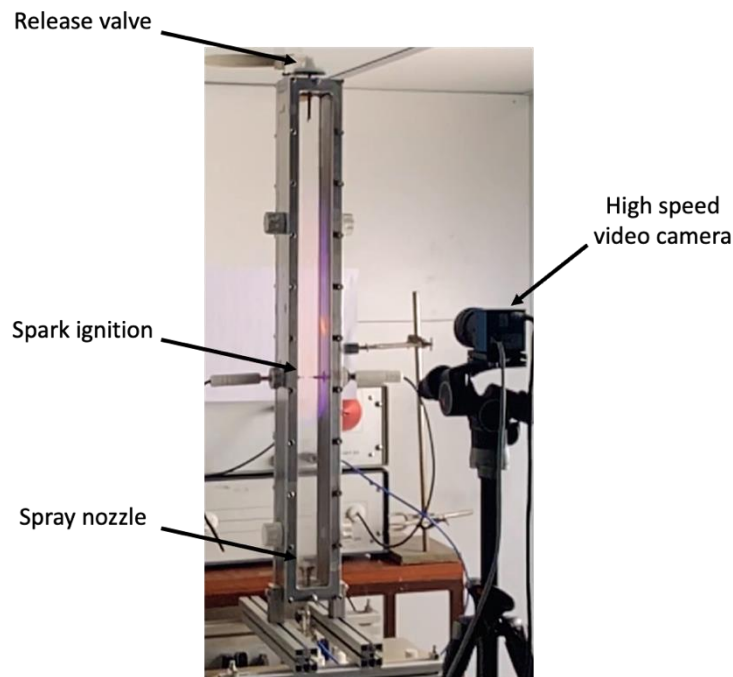 Release valve
High speed
video camera
Spark ignition
Spray nozzle